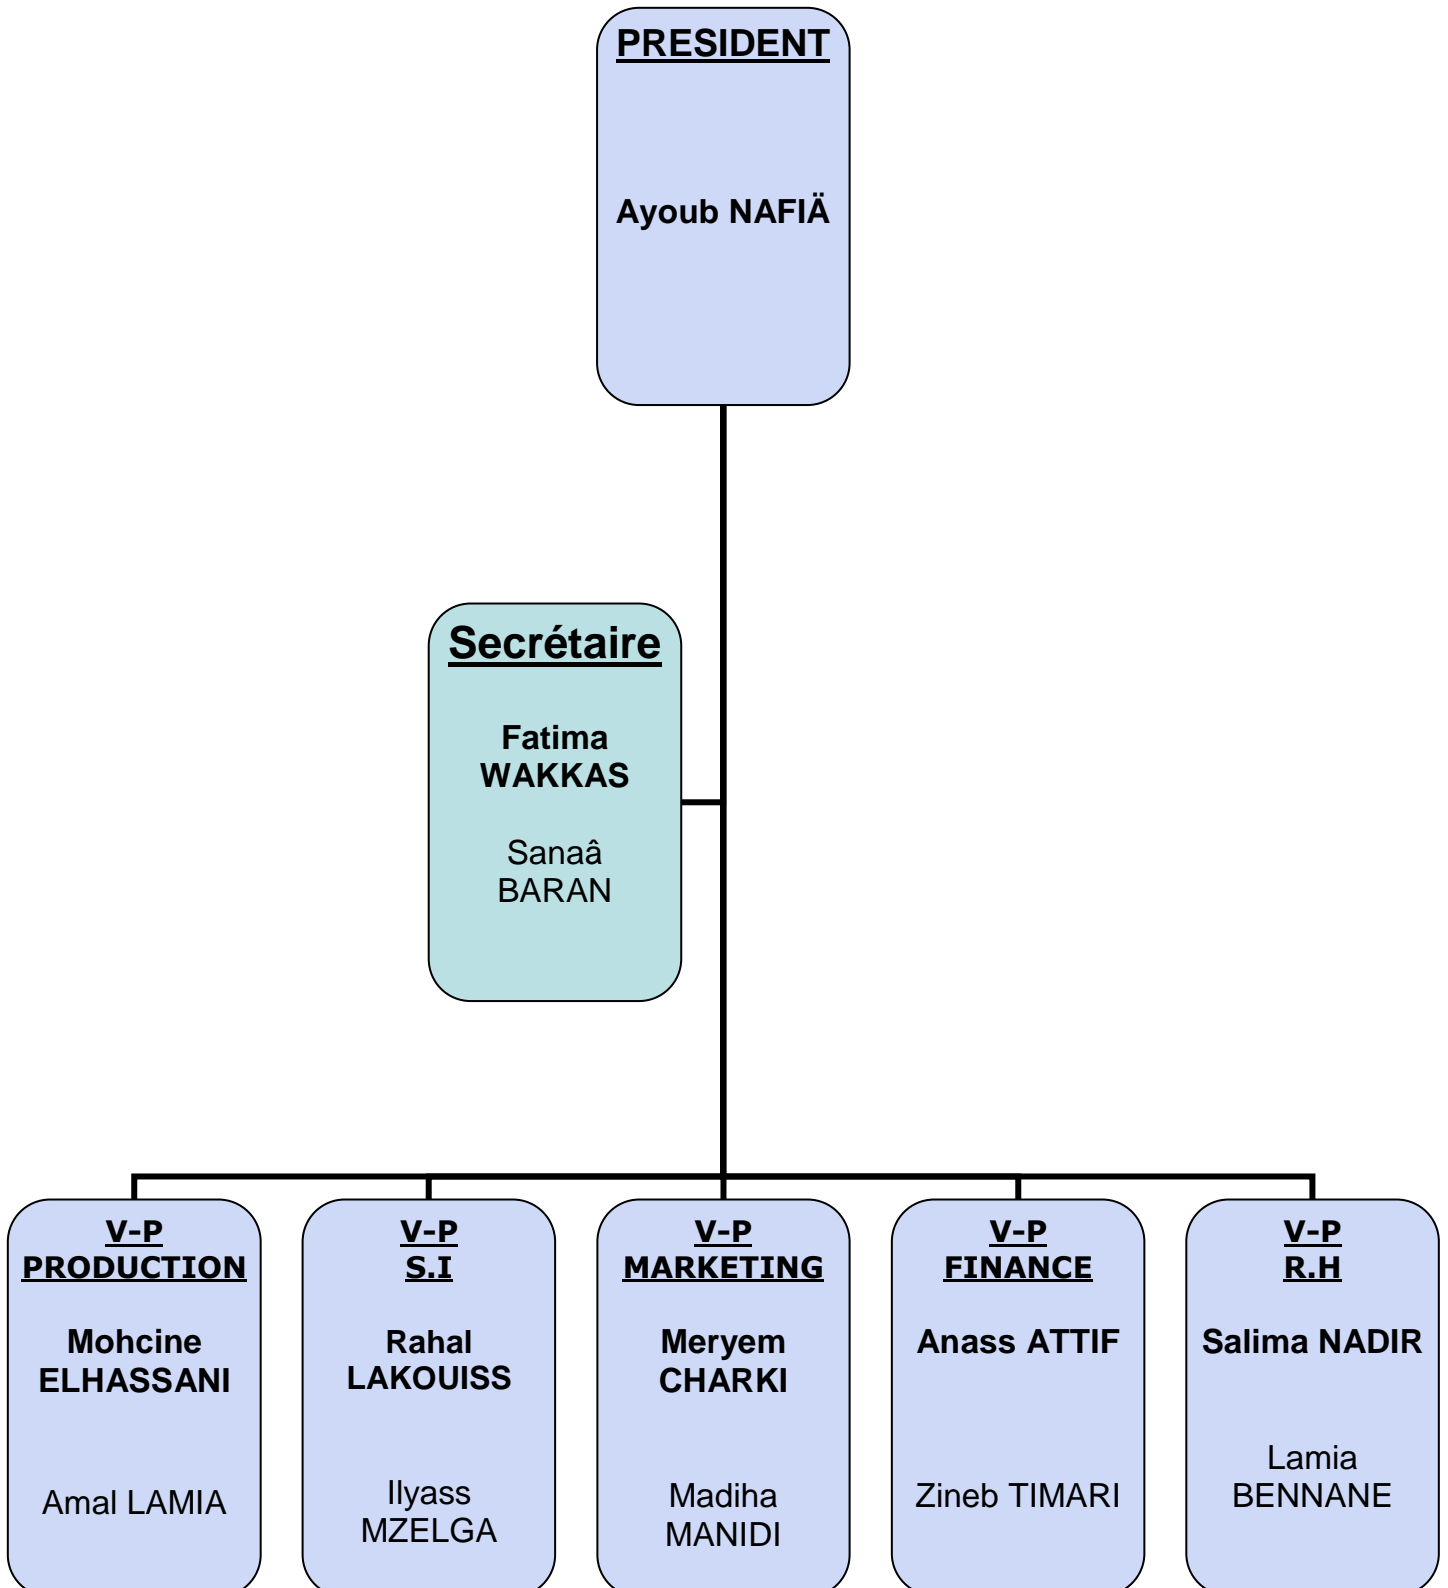 PRESIDENT
Ayoub NAFIÄ
Secrétaire
Fatima
WAKKAS
Sanaâ
BARAN
V-P
PRODUCTION
Mohcine
ELHASSANI
Amal LAMIA
V-P
S.I
Rahal
LAKOUISS
Ilyass
MZELGA
V-P
MARKETING
Meryem
CHARKI
Madiha
MANIDI
V-P
FINANCE
Anass ATTIF
Zineb TIMARI
V-P
R.H
Salima NADIR
Lamia
BENNANE